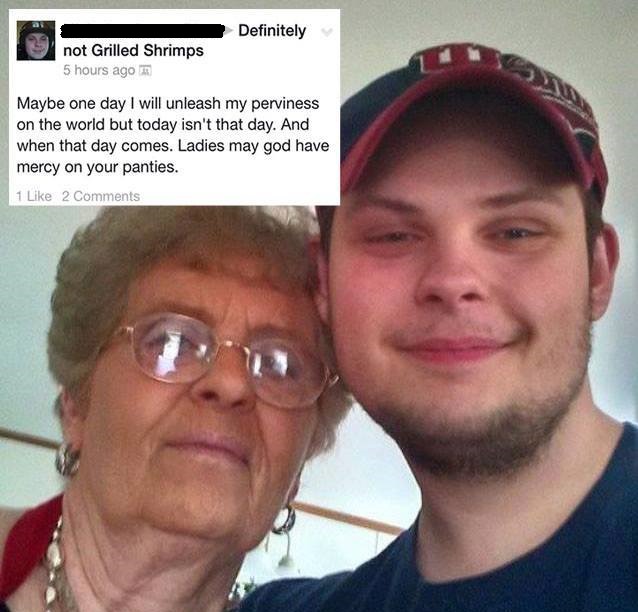 Definitely
not Grilled Shrimps
5 hours ago
Maybe one day I will unleash my perviness
on the world but today isn't that day. And
when that day comes. Ladies may god have
mercy on your panties.
1 Like 2 Comments